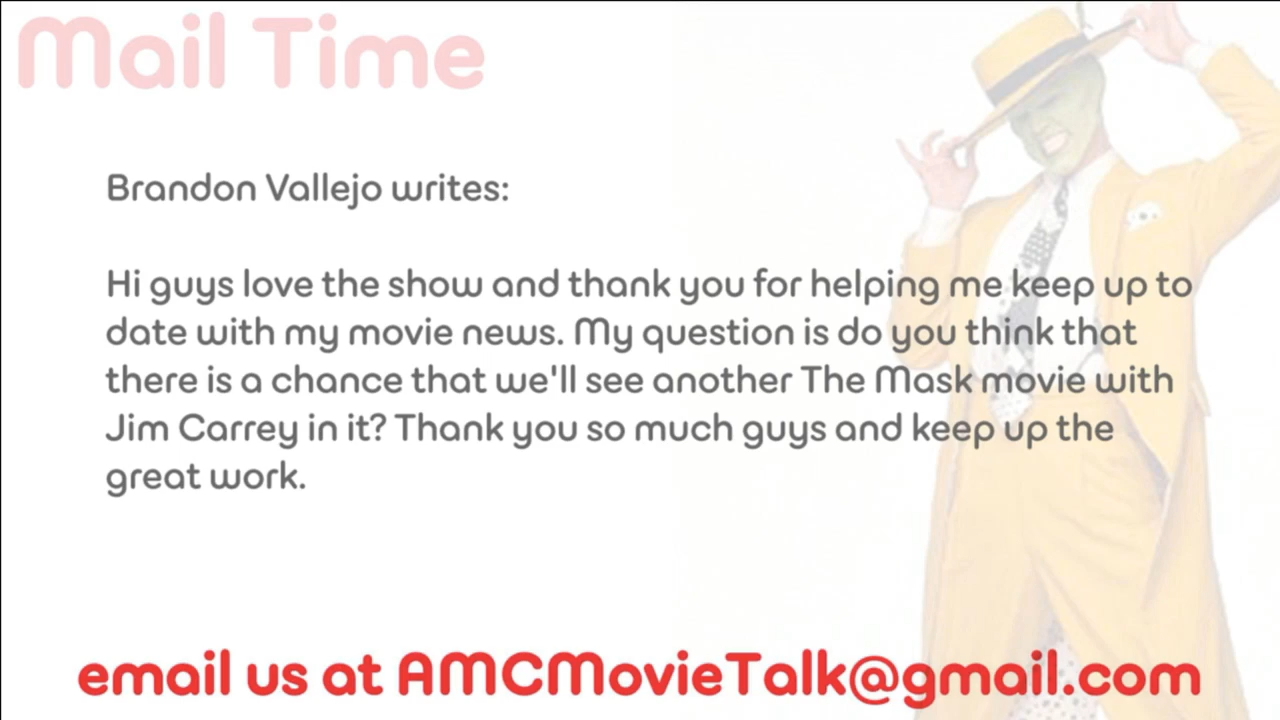 Mail Time
Brandon Vallejo writes:
Hi guys love the show and thank you for helping me keep up to
date with my movie news. My question is do you think that
there is a chance that we'll see another The Mask movie with
Jim Carrey in it? Thank you so much guys and keep up the
great work.
email us at AMCMovieTalk@gmail.com